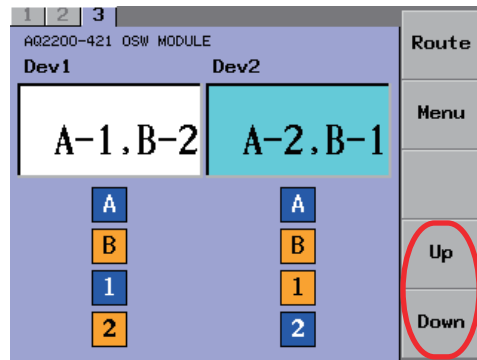 1 2 3
AQ2200-421 OSW MODULE
Dev1 Dev2
A-1,B-2 A-2,B-1
A A
B B
1 1
2 2
Route
Menu
Up
Down